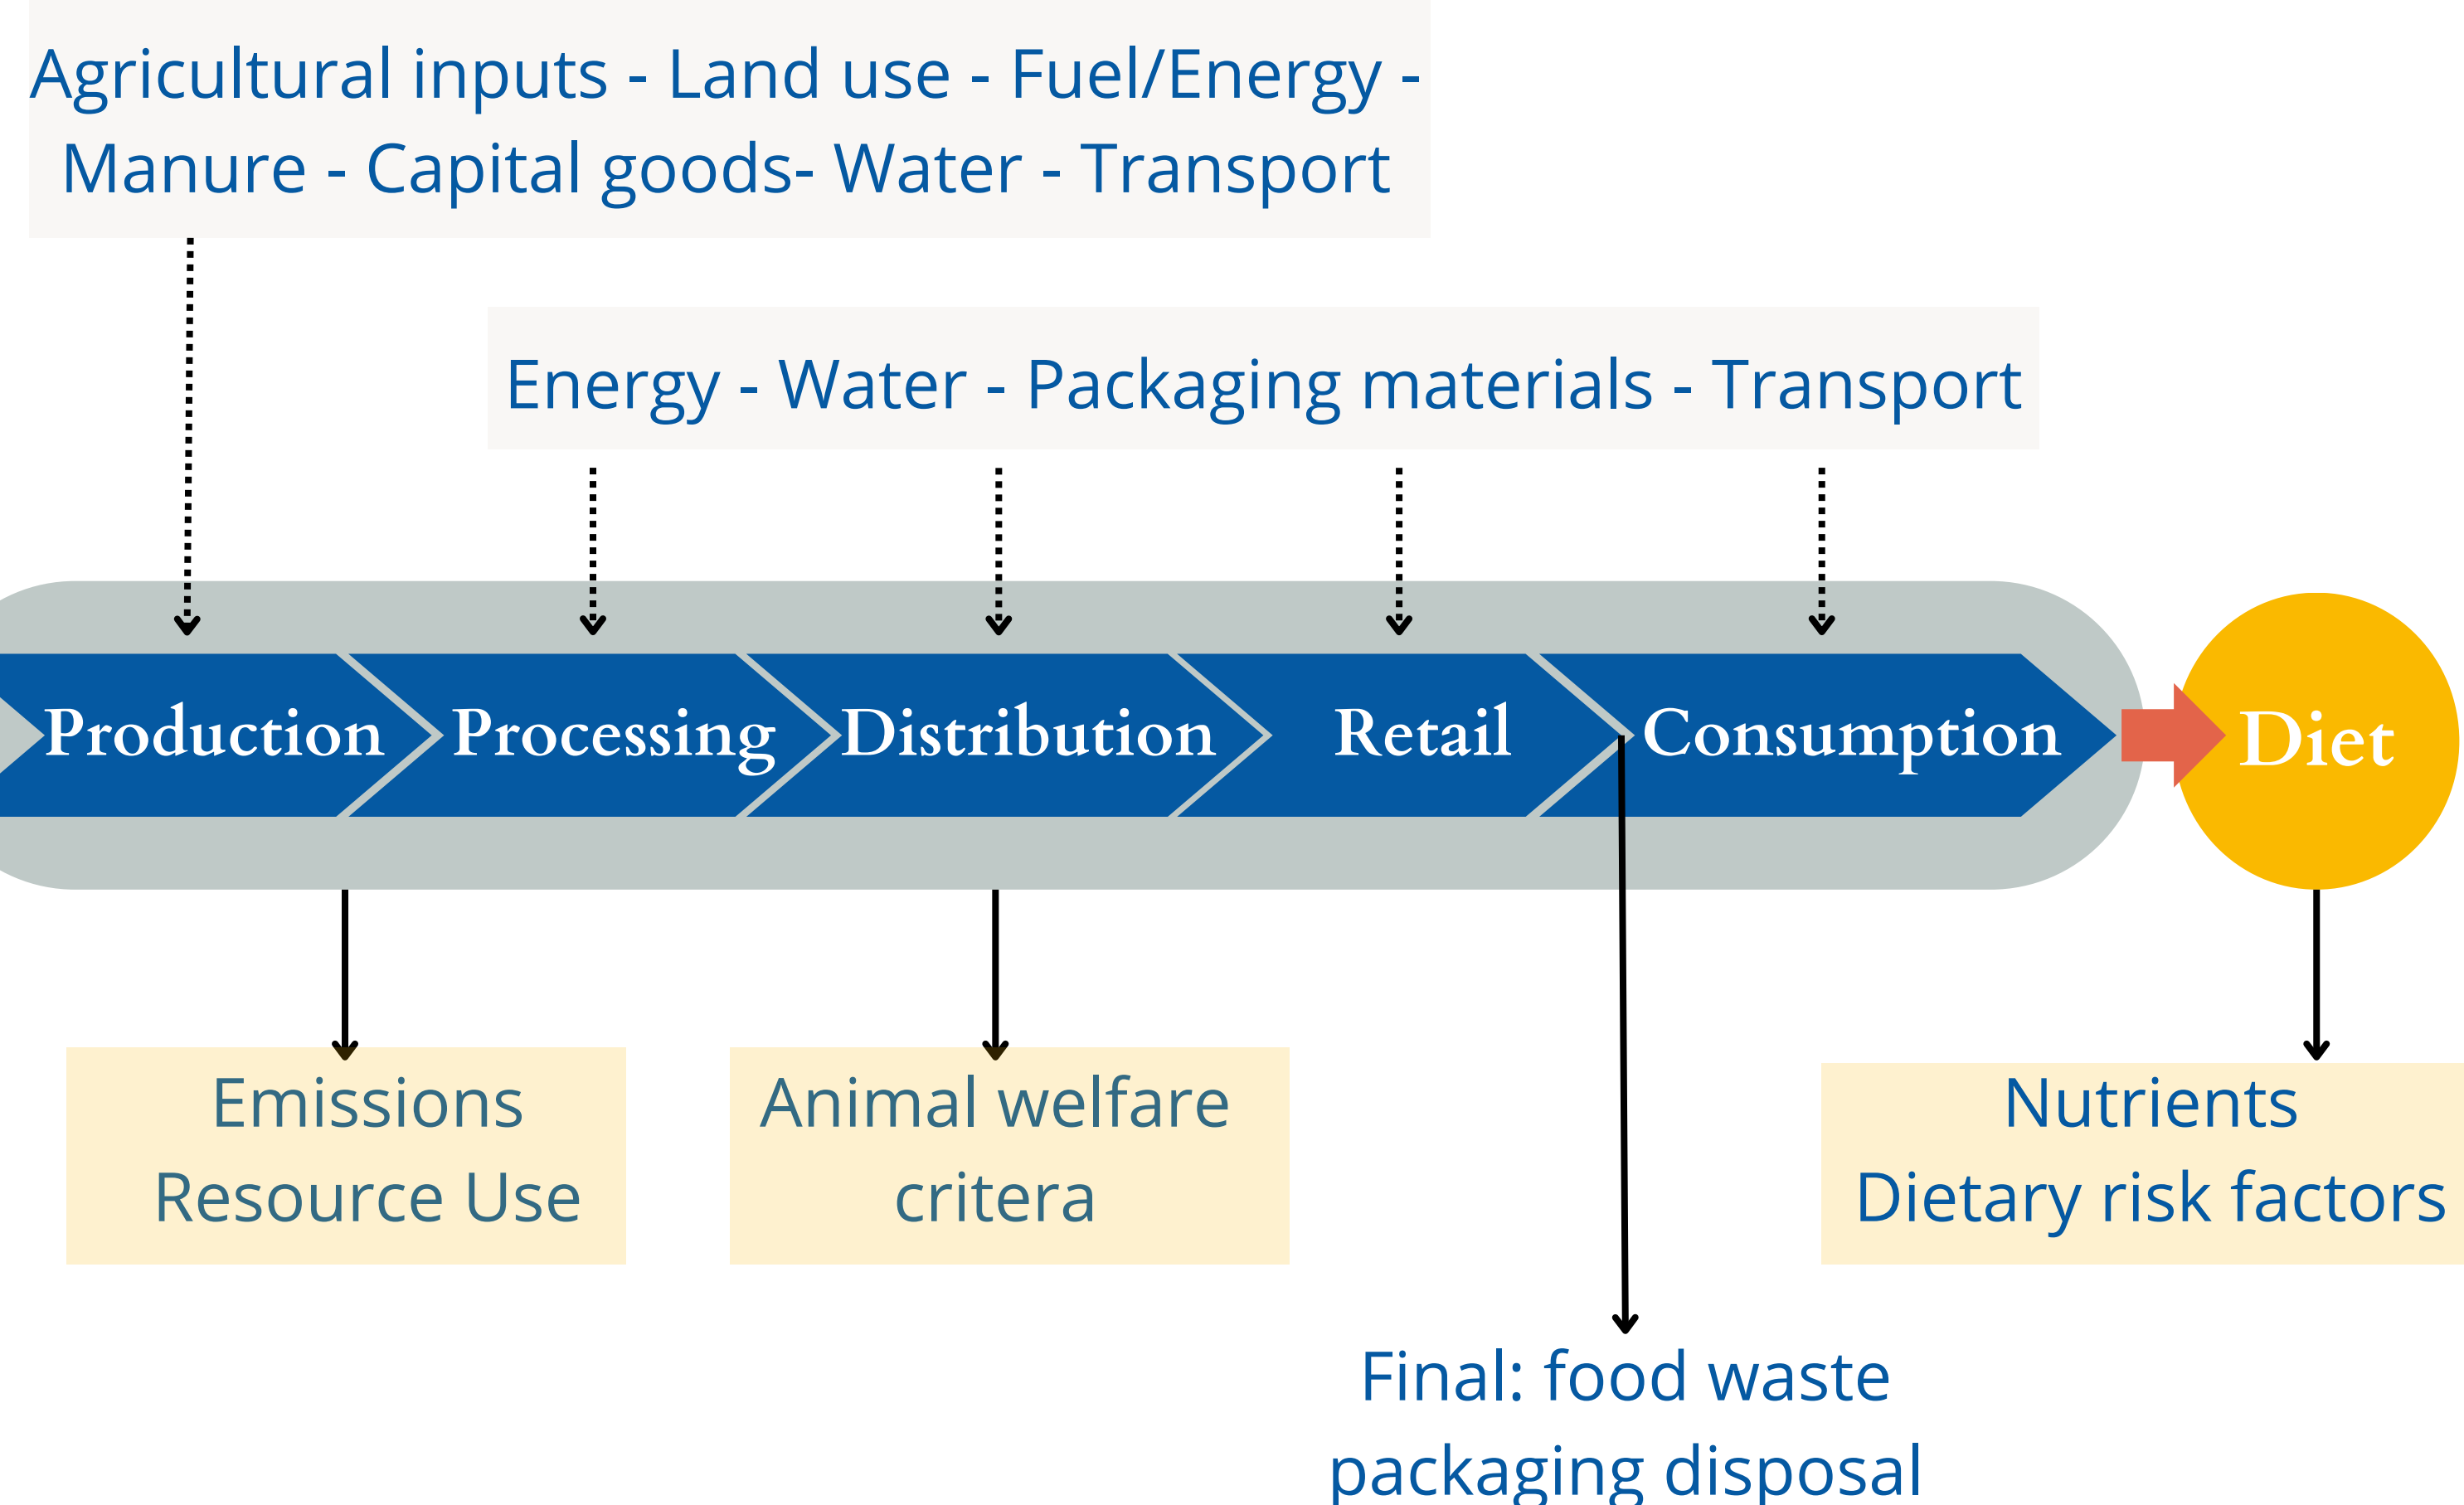 Agricultural inputs - Land use - Fuel/Energy -
Manure - Capital goods- Water - Transport
Energy - Water - Packaging materials - Transport
Production
Processing
Distribution
Retail
Consumption
Diet
Emissions
Resource Use
Animal welfare
critera
Nutrients
Dietary risk factors
Final: food waste
packaging disposal